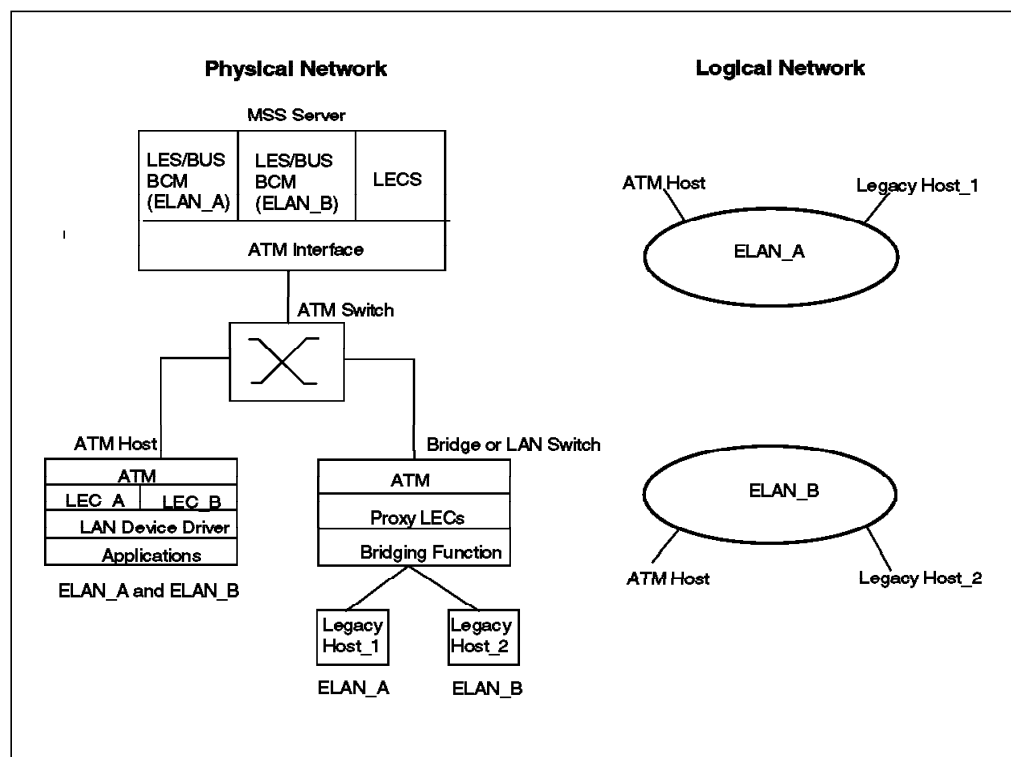 Physical Network
Logical Network
MSS Server
LES/BUS
BCM
(ELAN_A)
LES/BUS
BCM
(ELAN_B)
LECS
ATM Interface
ATM Switch
ATM Host
ATM
LEC_A
LEC_B
LAN Device Driver
Applications
ELAN_A and ELAN_B
Bridge or LAN Switch
ATM
Proxy LECs
Bridging Function
Legacy
Host_1
Legacy
Host_2
ELAN_A
ELAN_B
ATM Host
Legacy Host_1
ELAN_A
ELAN_B
ATM Host
Legacy Host_2